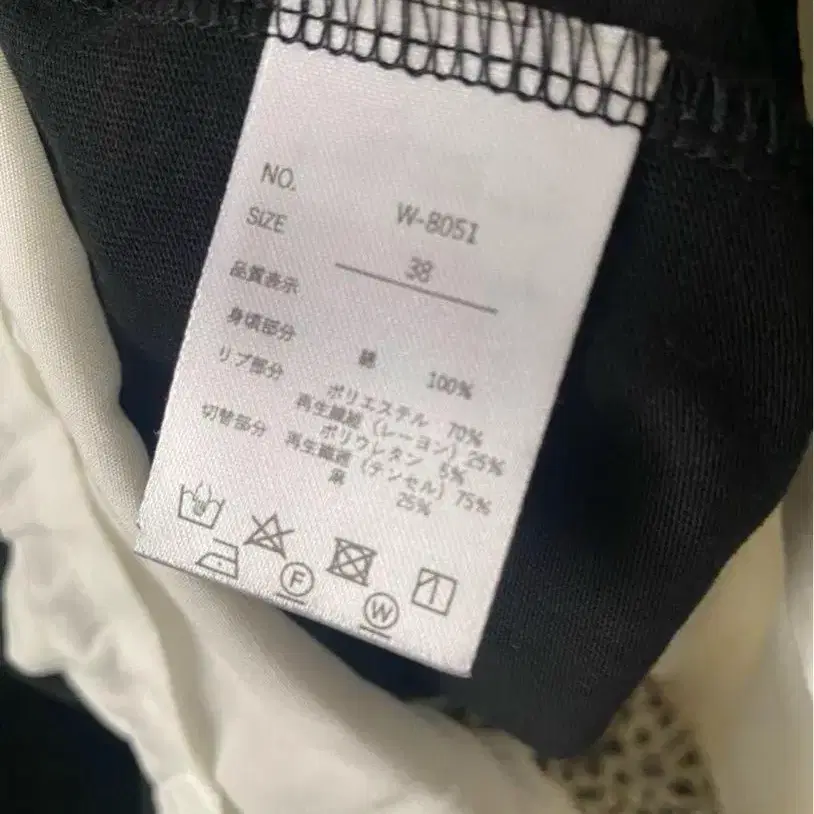 NO. W-8051
SIZE 38
品質表示
身頃部分 綿 100%
リブ部分 ポリエステル 70%
再生繊維 (レーヨン) 25%
ポリウレタン 5%
切替部分 再生繊維 (テンセル) 75%
麻 25%
F
W